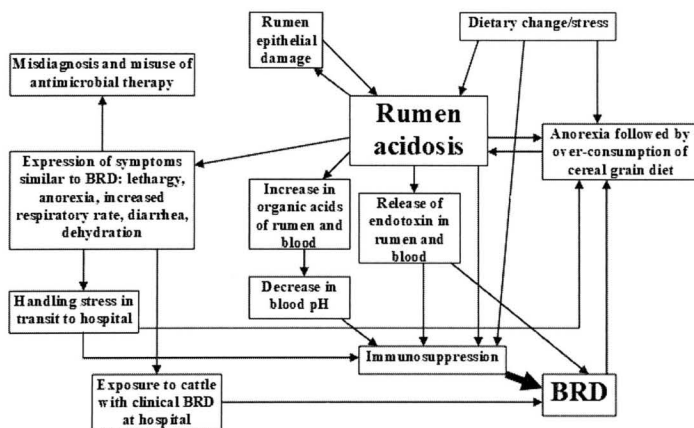 Rumen
epithelial
damage
Dietary change/stress
Misdiagnosis and misuse of
antimicrobial therapy
Rumen
acidosis
Anorexia followed by
over-consumption of
cereal grain diet
Expression of symptoms
similar to BRD: lethargy,
anorexia, increased
respiratory rate, diarrhea,
dehydration
Increase in
organic acids
of rumen and
blood
Release of
endotoxin in
rumen and
blood
Handling stress in
transit to hospital
Decrease in
blood pH
Immunosuppression
Exposure to cattle
with clinical BRD
at hospital
BRD